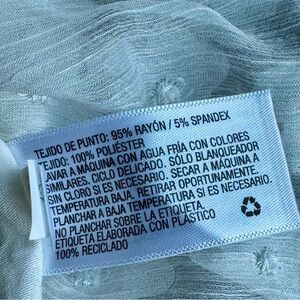 TEJIDO DE PUNTO: 95% RAYÓN / 5% SPANDEX
TEJIDO: 100% POLIÉSTER
LAVAR A MÁQUINA CON AGUA FRÍA CON COLORES
SIMILARES, CICLO DELICADO. SÓLO BLANQUEADOR
SIN CLORO SI ES NECESARIO. SECAR A MÁQUINA A
TEMPERATURA BAJA, RETIRAR OPORTUNAMENTE.
PLANCHAR A BAJA TEMPERATURA SI ES NECESARIO
NO PLANCHAR SOBRE LA ETIQUETA.
ETIQUETA ELABORADA CON PLÁSTICO
100% RECICLADO